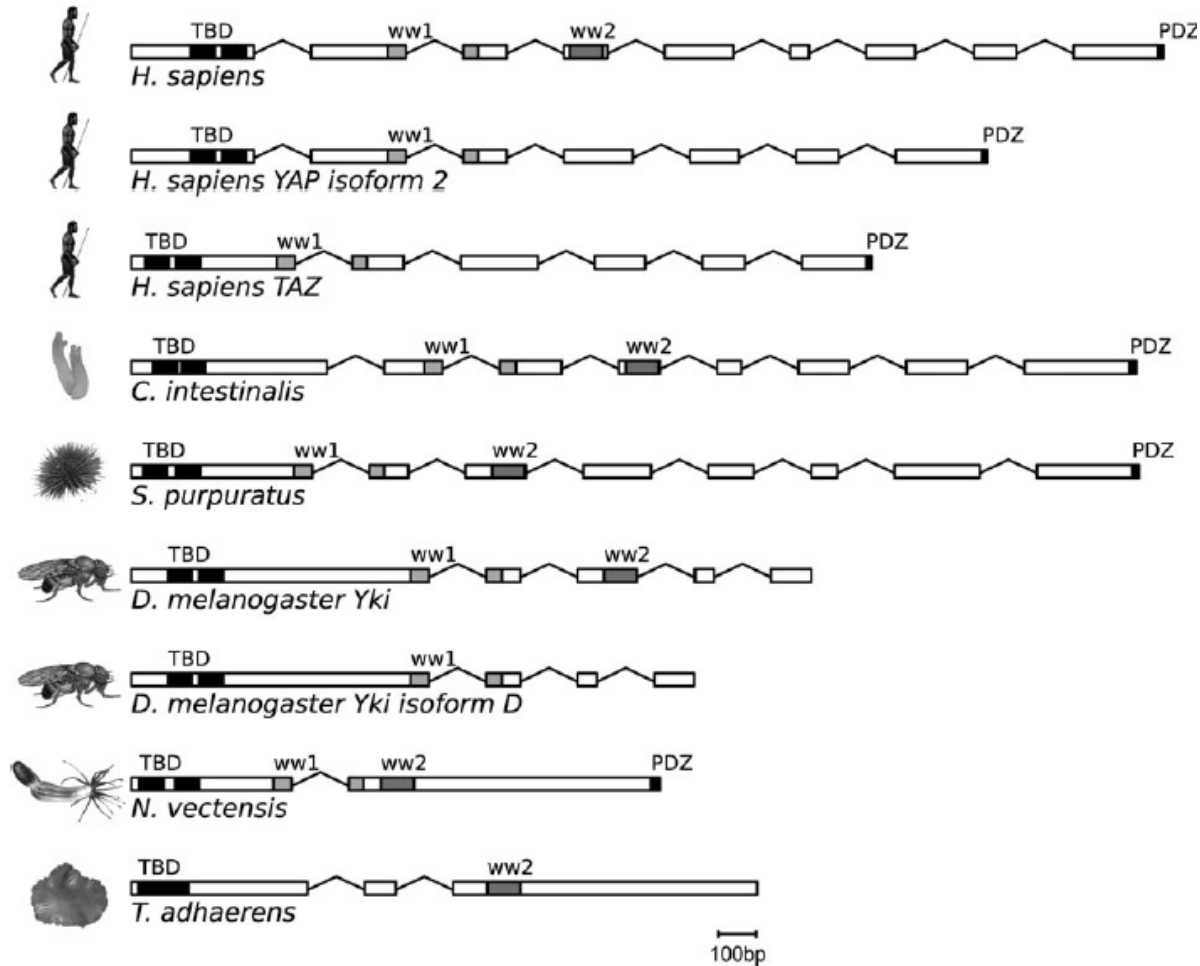 TBD ww1 ww2 PDZ
H. sapiens
TBD ww1 PDZ
H. sapiens YAP isoform 2
TBD ww1 PDZ
H. sapiens TAZ
TBD ww1 ww2 PDZ
C. intestinalis
TBD ww1 ww2 PDZ
S. purpuratus
TBD ww1 ww2
D. melanogaster Yki
TBD ww1
D. melanogaster Yki isoform D
TBD ww1 ww2 PDZ
N. vectensis
TBD ww2
T. adhaerens
100bp